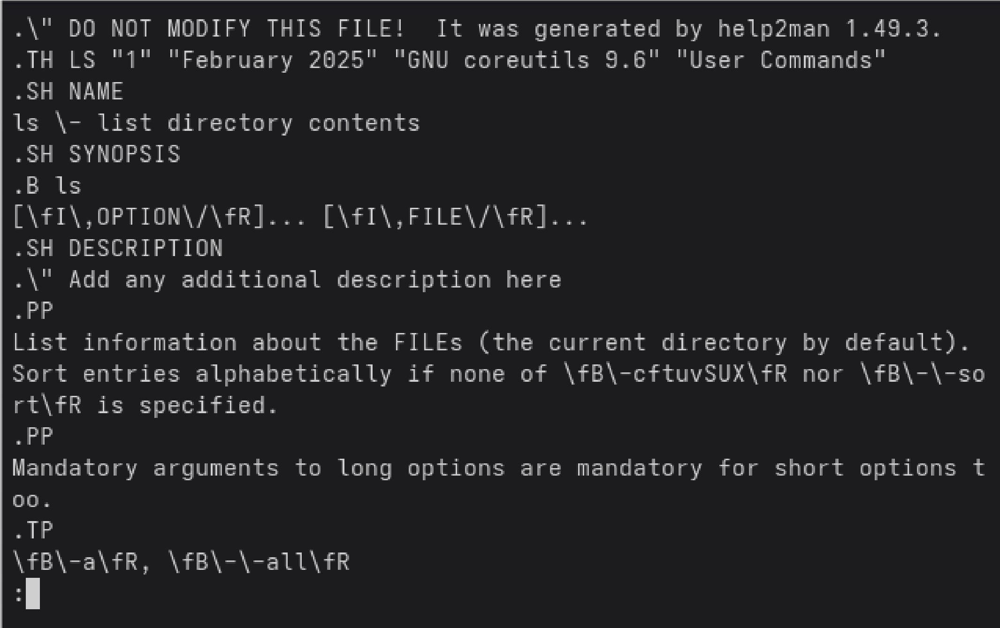 .\" DO NOT MODIFY THIS FILE!  It was generated by help2man 1.49.3.
.TH LS "1" "February 2025" "GNU coreutils 9.6" "User Commands"
.SH NAME
ls \- list directory contents
.SH SYNOPSIS
.B ls
[\fI\,OPTION\/\fR]... [\fI\,FILE\/\fR]...
.SH DESCRIPTION
.\" Add any additional description here
.PP
List information about the FILEs (the current directory by default).
Sort entries alphabetically if none of \fB\-cftuvSUX\fR nor \fB\-\-so
rt\fR is specified.
.PP
Mandatory arguments to long options are mandatory for short options t
oo.
.TP
\fB\-a\fR, \fB\-\-all\fR
: